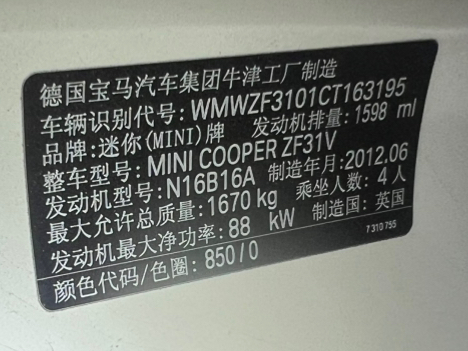 德国宝马汽车集团牛津工厂制造
车辆识别代号: WMWZF3101CT163195
品牌: 迷你(MINI)牌 发动机排量: 1598 ml
整车型号: MINI COOPER ZF31V
发动机型号: N16B16A 制造年月: 2012.06
最大允许总质量: 1670 kg 乘坐人数: 4 人
发动机最大净功率: 88 kW 制造国: 英国
颜色代码/色圈: 850/0
7 310 755